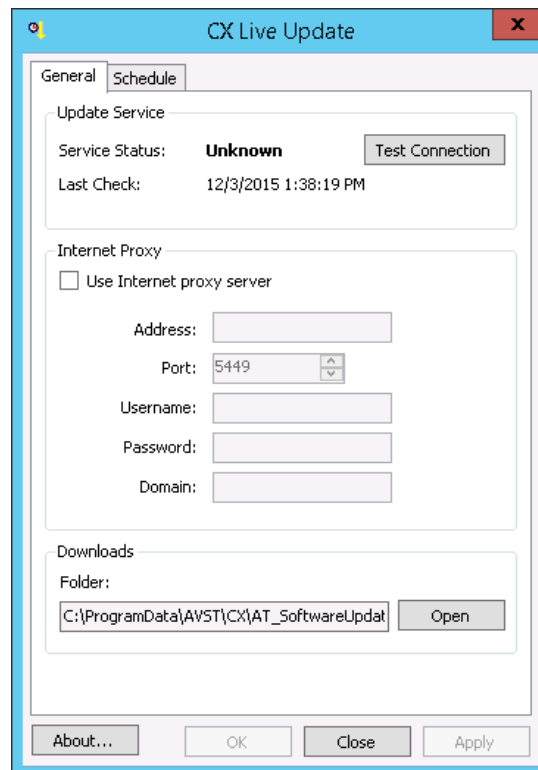 CX Live Update
x
General Schedule
Update Service
Service Status: Unknown Test Connection
Last Check: 12/3/2015 1:38:19 PM
Internet Proxy
Use Internet proxy server
Address:
Port: 5449
Username:
Password:
Domain:
Downloads
Folder:
C:\ProgramData\AVST\CX\AT_SoftwareUpdat Open
About... OK Close Apply